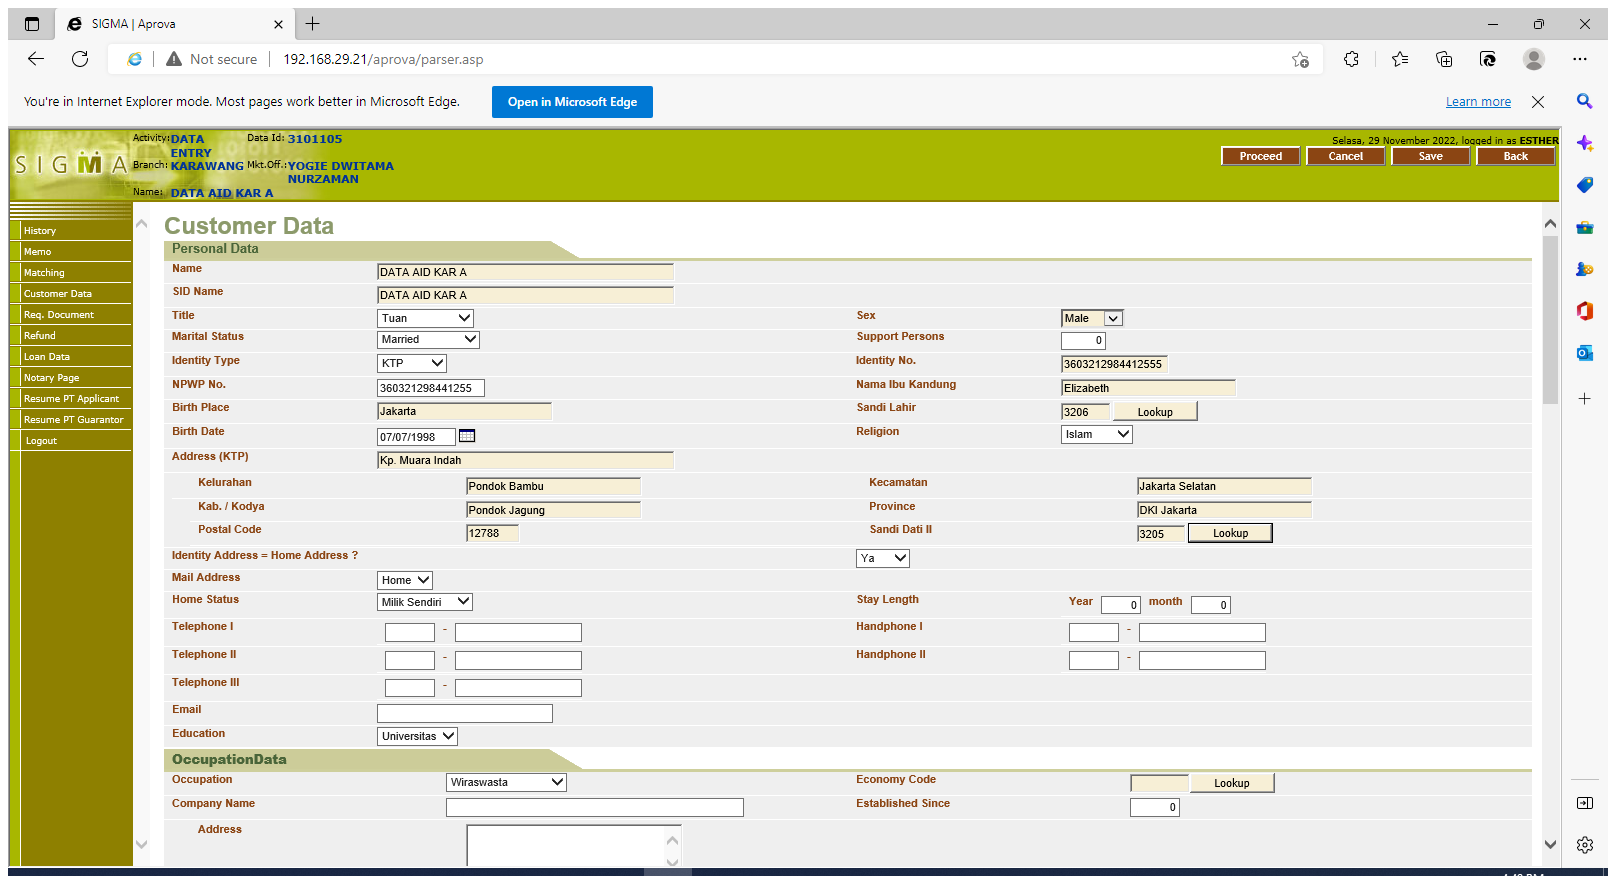 SIGMA | Aprova
Not secure 192.168.29.21/aprova/parser.asp
You're in Internet Explorer mode. Most pages work better in Microsoft Edge. Open in Microsoft Edge Learn more
SIGMA
Activity: DATA ENTRY Data Id: 3101105
Branch: KARAWANG Mkt.Off.: YOGIE DWITAMA NURZAMAN
Name: DATA AID KAR A
Selasa, 29 November 2022, logged in as ESTHER
Proceed Cancel Save Back
History
Memo
Matching
Customer Data
Req. Document
Refund
Loan Data
Notary Page
Resume PT Applicant
Resume PT Guarantor
Logout
Customer Data
Personal Data
Name DATA AID KAR A
SID Name DATA AID KAR A
Title Tuan Sex Male
Marital Status Married Support Persons 0
Identity Type KTP Identity No. 3603212984412555
NPWP No. 360321298441255 Nama Ibu Kandung Elizabeth
Birth Place Jakarta Sandi Lahir 3206 Lookup
Birth Date 07/07/1998 Religion Islam
Address (KTP) Kp. Muara Indah
Kelurahan Pondok Bambu Kecamatan Jakarta Selatan
Kab. / Kodya Pondok Jagung Province DKI Jakarta
Postal Code 12788 Sandi Dati II 3205 Lookup
Identity Address = Home Address ? Ya
Mail Address Home
Home Status Milik Sendiri Stay Length Year 0 month 0
Telephone I - Handphone I -
Telephone II - Handphone II -
Telephone III -
Email
Education Universitas
OccupationData
Occupation Wiraswasta Economy Code Lookup
Company Name Established Since 0
Address